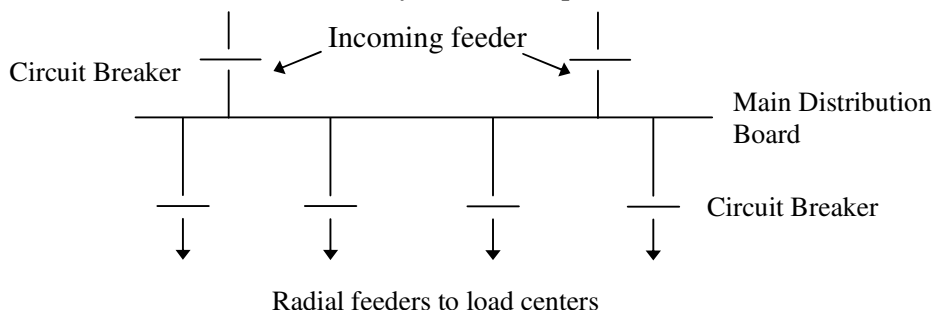 Incoming feeder
Circuit Breaker
Main Distribution
Board
Circuit Breaker
Radial feeders to load centers